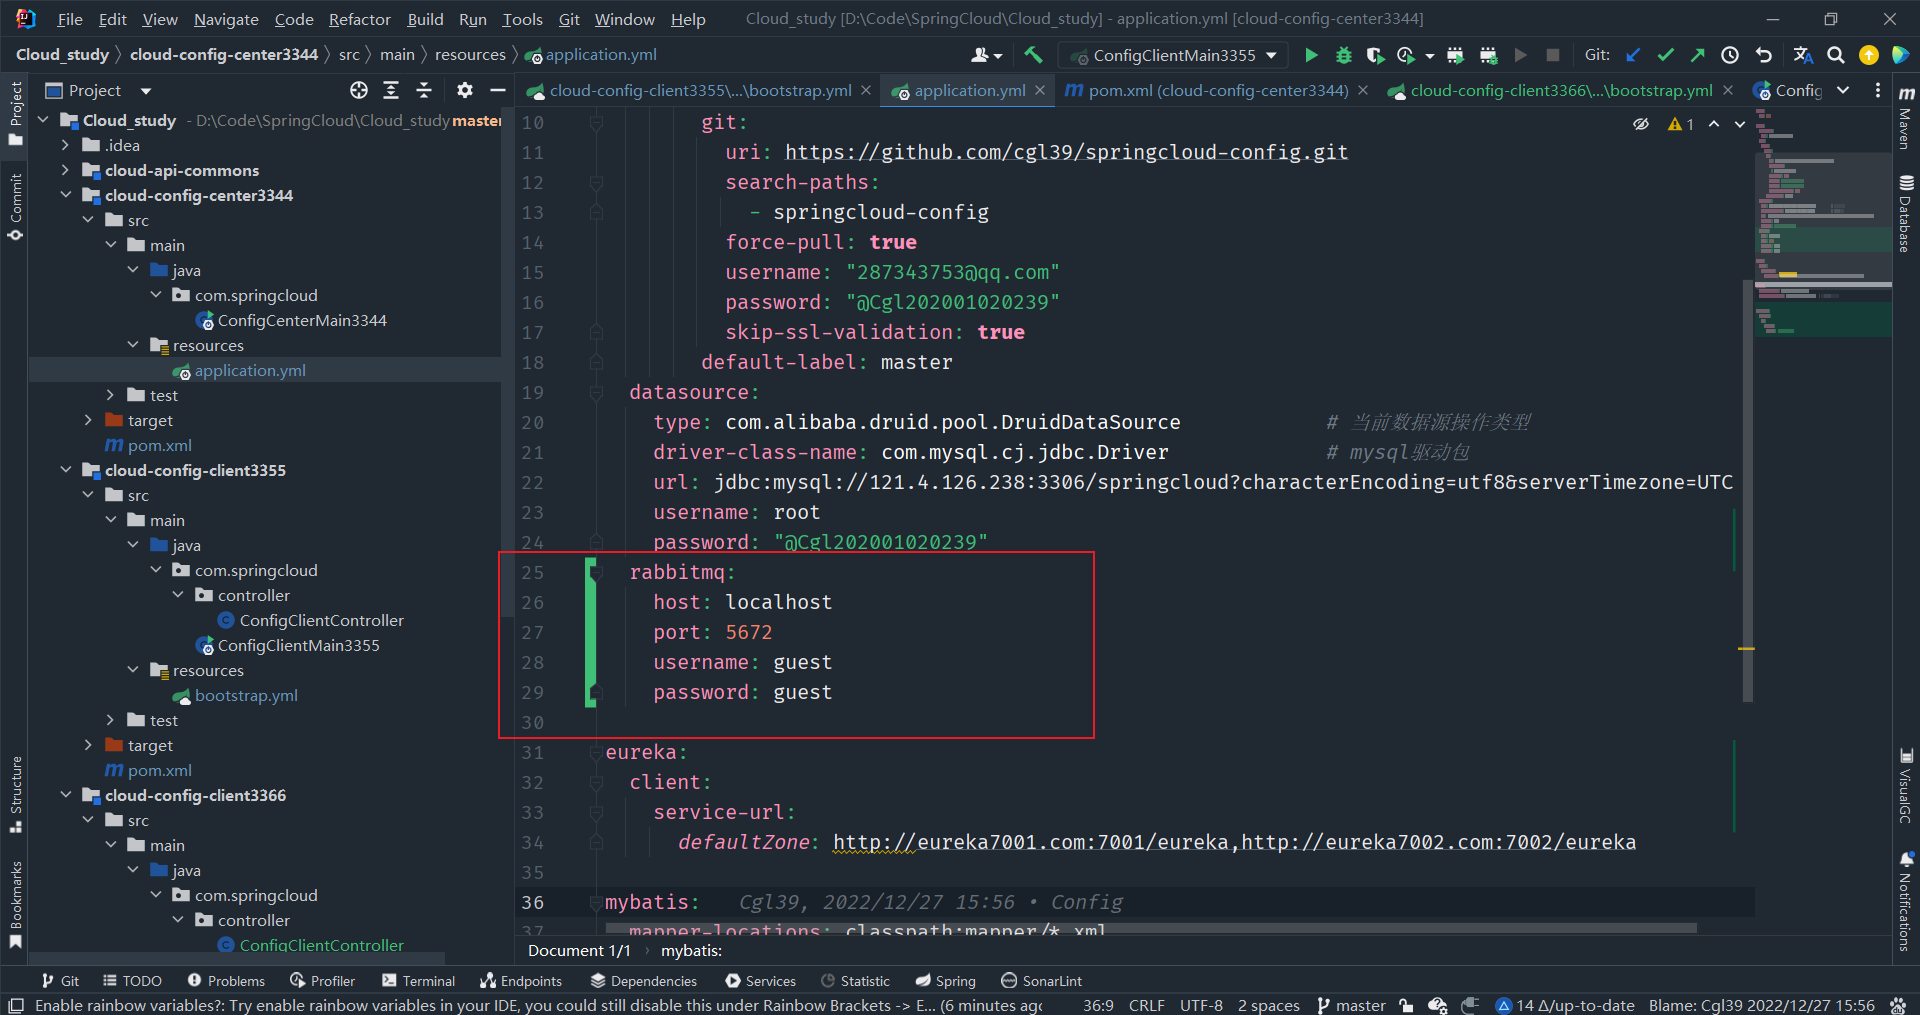 File Edit View Navigate Code Refactor Build Run Tools Git Window Help Cloud_study [D:\Code\SpringCloud\Cloud_study] - application.yml [cloud-config-center3344]
Cloud_study cloud-config-center3344 src main resources application.yml ConfigClientMain3355 Git:
Project
cloud-config-client3355\...\bootstrap.yml application.yml pom.xml (cloud-config-center3344) cloud-config-client3366\...\bootstrap.yml Config
Project
Commit
Structure
Bookmarks
Cloud_study - D:\Code\SpringCloud\Cloud_study master
.idea
cloud-api-commons
cloud-config-center3344
src
main
java
com.springcloud
ConfigCenterMain3344
resources
application.yml
test
target
pom.xml
cloud-config-client3355
src
main
java
com.springcloud
controller
ConfigClientController
ConfigClientMain3355
resources
bootstrap.yml
test
target
pom.xml
cloud-config-client3366
src
main
java
com.springcloud
controller
ConfigClientController
1
10 git:
11 uri: https://github.com/cgl39/springcloud-config.git
12 search-paths:
13 - springcloud-config
14 force-pull: true
15 username: "287343753@qq.com"
16 password: "@Cgl202001020239"
17 skip-ssl-validation: true
18 default-label: master
19 datasource:
20 type: com.alibaba.druid.pool.DruidDataSource # 当前数据源操作类型
21 driver-class-name: com.mysql.cj.jdbc.Driver # mysql驱动包
22 url: jdbc:mysql://121.4.126.238:3306/springcloud?characterEncoding=utf8&serverTimezone=UTC
23 username: root
24 password: "@Cgl202001020239"
25 rabbitmq:
26 host: localhost
27 port: 5672
28 username: guest
29 password: guest
30
31 eureka:
32 client:
33 service-url:
34 defaultZone: http://eureka7001.com:7001/eureka,http://eureka7002.com:7002/eureka
35
36 mybatis: Cgl39, 2022/12/27 15:56 • Config
37 mapper-locations: classpath:mapper/*.xml
Document 1/1 mybatis:
Maven
Database
VisualGC
Notifications
Git TODO Problems Profiler Terminal Endpoints Dependencies Services Statistic Spring SonarLint
Enable rainbow variables?: Try enable rainbow variables in your IDE, you could still disable this under Rainbow Brackets -> E... (6 minutes ago 36:9 CRLF UTF-8 2 spaces master 14 Δ/up-to-date Blame: Cgl39 2022/12/27 15:56